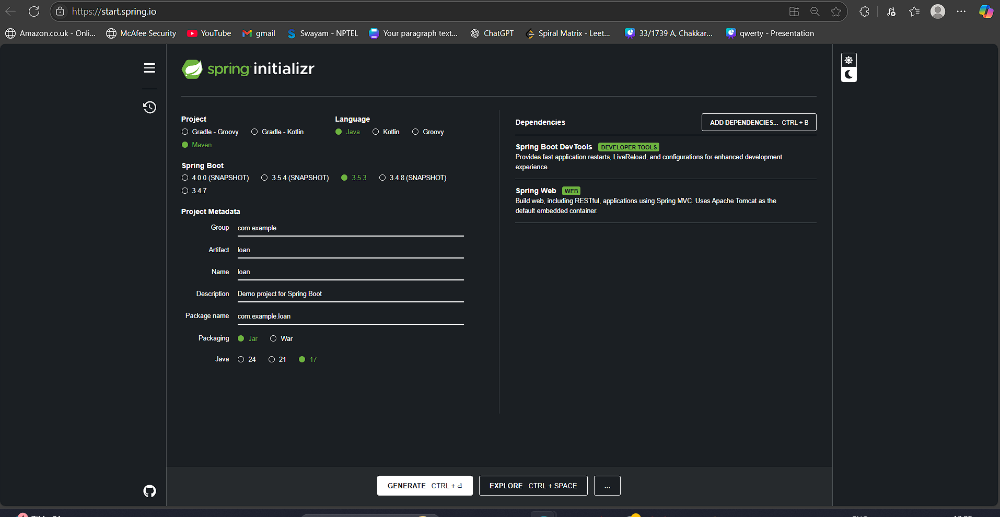 https://start.spring.io
Amazon.co.uk - Onli...
McAfee Security
YouTube
gmail
Swayam - NPTEL
Your paragraph text...
ChatGPT
Spiral Matrix - Leet...
33/1739 A, Chakkar...
qwerty - Presentation
spring initializr
Project
Gradle - Groovy
Gradle - Kotlin
Maven
Language
Java
Kotlin
Groovy
Spring Boot
4.0.0 (SNAPSHOT)
3.5.4 (SNAPSHOT)
3.5.3
3.4.8 (SNAPSHOT)
3.4.7
Project Metadata
Group com.example
Artifact loan
Name loan
Description Demo project for Spring Boot
Package name com.example.loan
Packaging Jar War
Java 24 21 17
Dependencies
ADD DEPENDENCIES... CTRL + B
Spring Boot DevTools DEVELOPER TOOLS
Provides fast application restarts, LiveReload, and configurations for enhanced development
experience.
Spring Web WEB
Build web, including RESTful, applications using Spring MVC. Uses Apache Tomcat as the
default embedded container.
GENERATE CTRL + ⏎
EXPLORE CTRL + SPACE
...